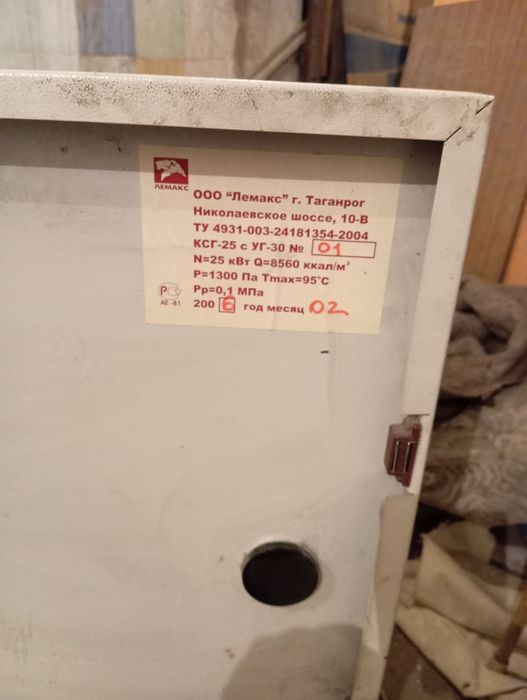 ЛЕМАКС
ООО "Лемакс" г. Таганрог
Николаевское шоссе, 10-В
ТУ 4931-003-24181354-2004
КСГ-25 с УГ-30 № 01
N=25 кВт Q=8560 ккал/м³
P=1300 Па Tmax=95°C
Pр=0,1 МПа
АЕ-81
200 6 год месяц 02